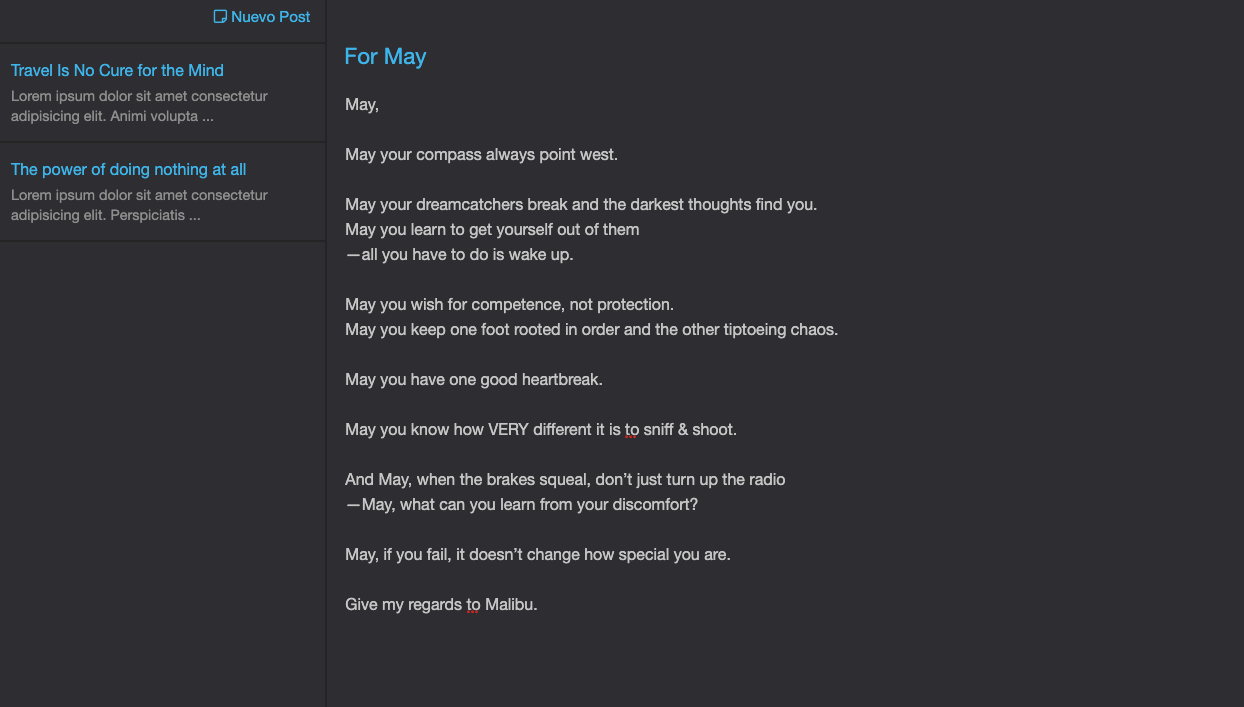 Nuevo Post
Travel Is No Cure for the Mind
Lorem ipsum dolor sit amet consectetur
adipisicing elit. Animi volupta ...
The power of doing nothing at all
Lorem ipsum dolor sit amet consectetur
adipisicing elit. Perspiciatis ...
For May
May,
May your compass always point west.
May your dreamcatchers break and the darkest thoughts find you.
May you learn to get yourself out of them
—all you have to do is wake up.
May you wish for competence, not protection.
May you keep one foot rooted in order and the other tiptoeing chaos.
May you have one good heartbreak.
May you know how VERY different it is to sniff & shoot.
And May, when the brakes squeal, don’t just turn up the radio
—May, what can you learn from your discomfort?
May, if you fail, it doesn’t change how special you are.
Give my regards to Malibu.